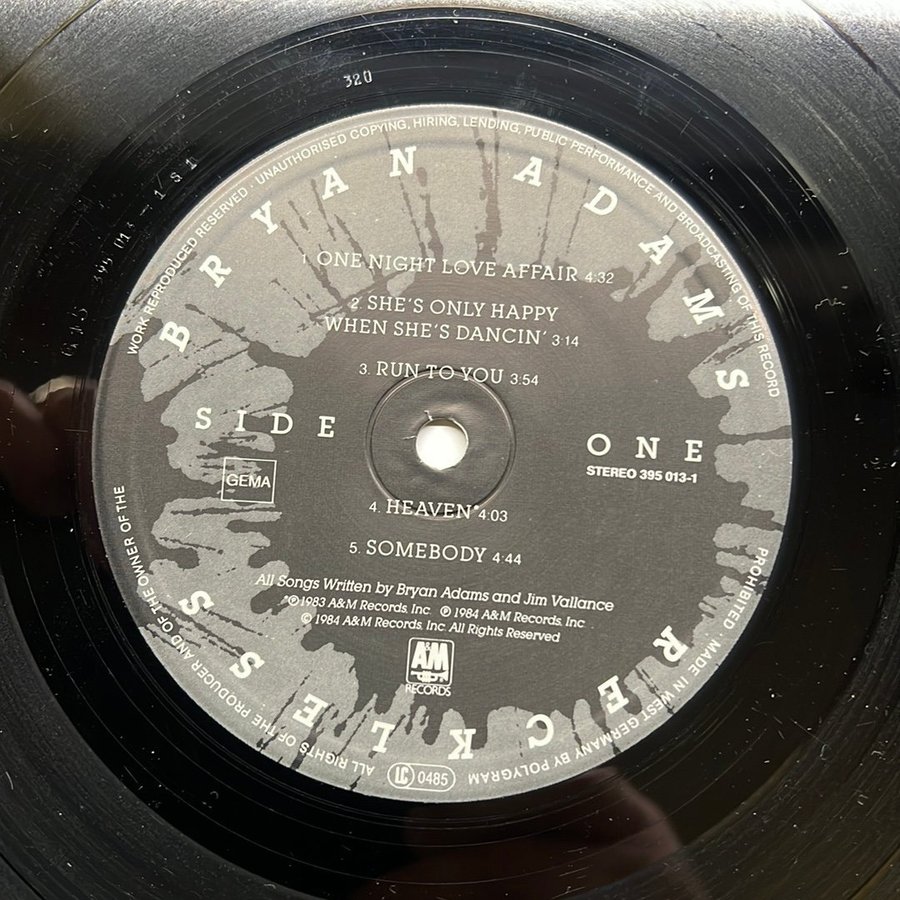 320
395 013 – 1 S 1
WORK REPRODUCED RESERVED · UNAUTHORISED COPYING, HIRING, LENDING, PUBLIC PERFORMANCE AND BROADCASTING OF THIS RECORD
BRYAN ADAMS
1. ONE NIGHT LOVE AFFAIR 4:32
2. SHE'S ONLY HAPPY
WHEN SHE'S DANCIN' 3:14
3. RUN TO YOU 3:54
SIDE ONE
STEREO 395 013-1
GEMA
4. HEAVEN* 4:03
5. SOMEBODY 4:44
All Songs Written by Bryan Adams and Jim Vallance
*℗ 1983 A&M Records, Inc. ℗ 1984 A&M Records, Inc.
© 1984 A&M Records, Inc. All Rights Reserved
A&M
RECORDS
RECKLESS
PROHIBITED · MADE IN WEST GERMANY BY POLYGRAM
LC 0485
ALL RIGHTS OF THE PRODUCER AND OF THE OWNER OF THE